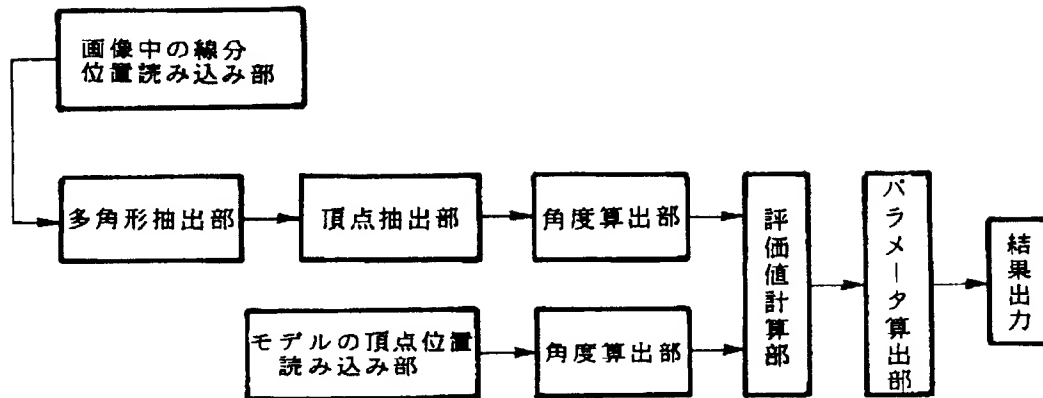 画像中の線分
位置読み込み部
多角形抽出部
頂点抽出部
角度算出部
モデルの頂点位置
読み込み部
角度算出部
評価値計算部
パラメータ算出部
結果出力